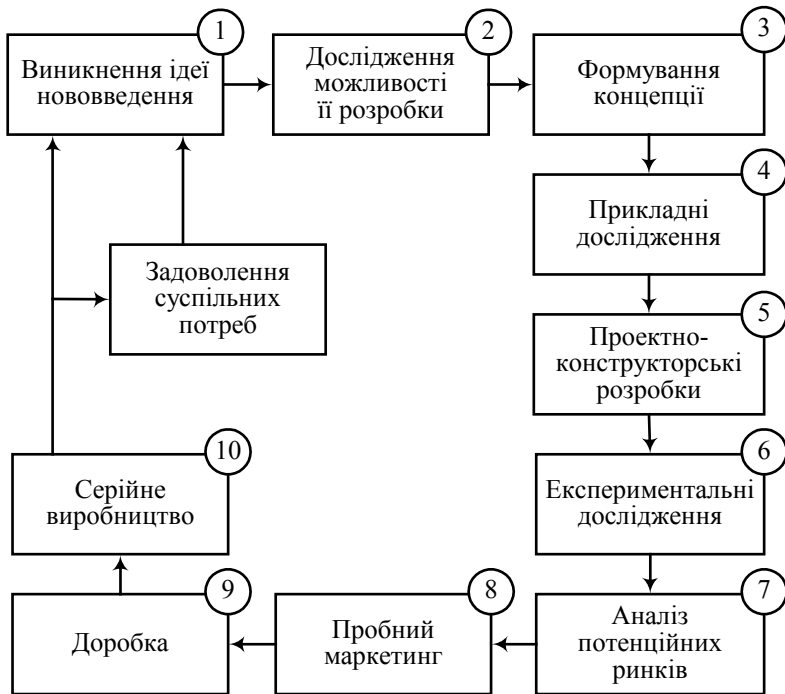 1
Виникнення ідеї
нововведення
2
Дослідження
можливості
її розробки
3
Формування
концепції
4
Прикладні
дослідження
Задоволення
суспільних
потреб
5
Проектно-
конструкторські
розробки
10
Серійне
виробництво
6
Експериментальні
дослідження
9
Доробка
8
Пробний
маркетинг
7
Аналіз
потенційних
ринків